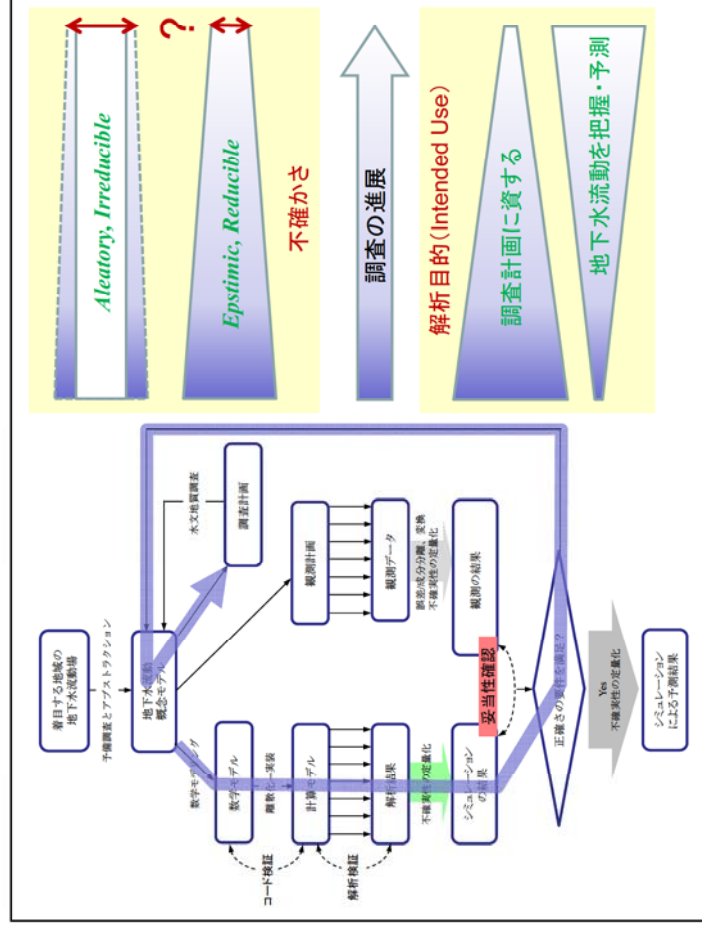 着目する地域の
地下水流動場
予備調査とアブストラクション
地下水流動
概念モデル
水文地質調査
調査計画
数学モデリング
数学モデル
離散化―実装
計算モデル
解析結果
不確実性の定量化
シミュレーション
の結果
コード検証
解析検証
観測計画
観測データ
誤差/成分分離、変換
不確実性の定量化
観測の結果
妥当性確認
正確さの要件を満足？
Yes
不確実性の定量化
シミュレーション
による予測結果
Aleatory, Irreducible
?
Epstimic, Reducible
不確かさ
調査の進展
解析目的(Intended Use)
調査計画に資する
地下水流動を把握・予測